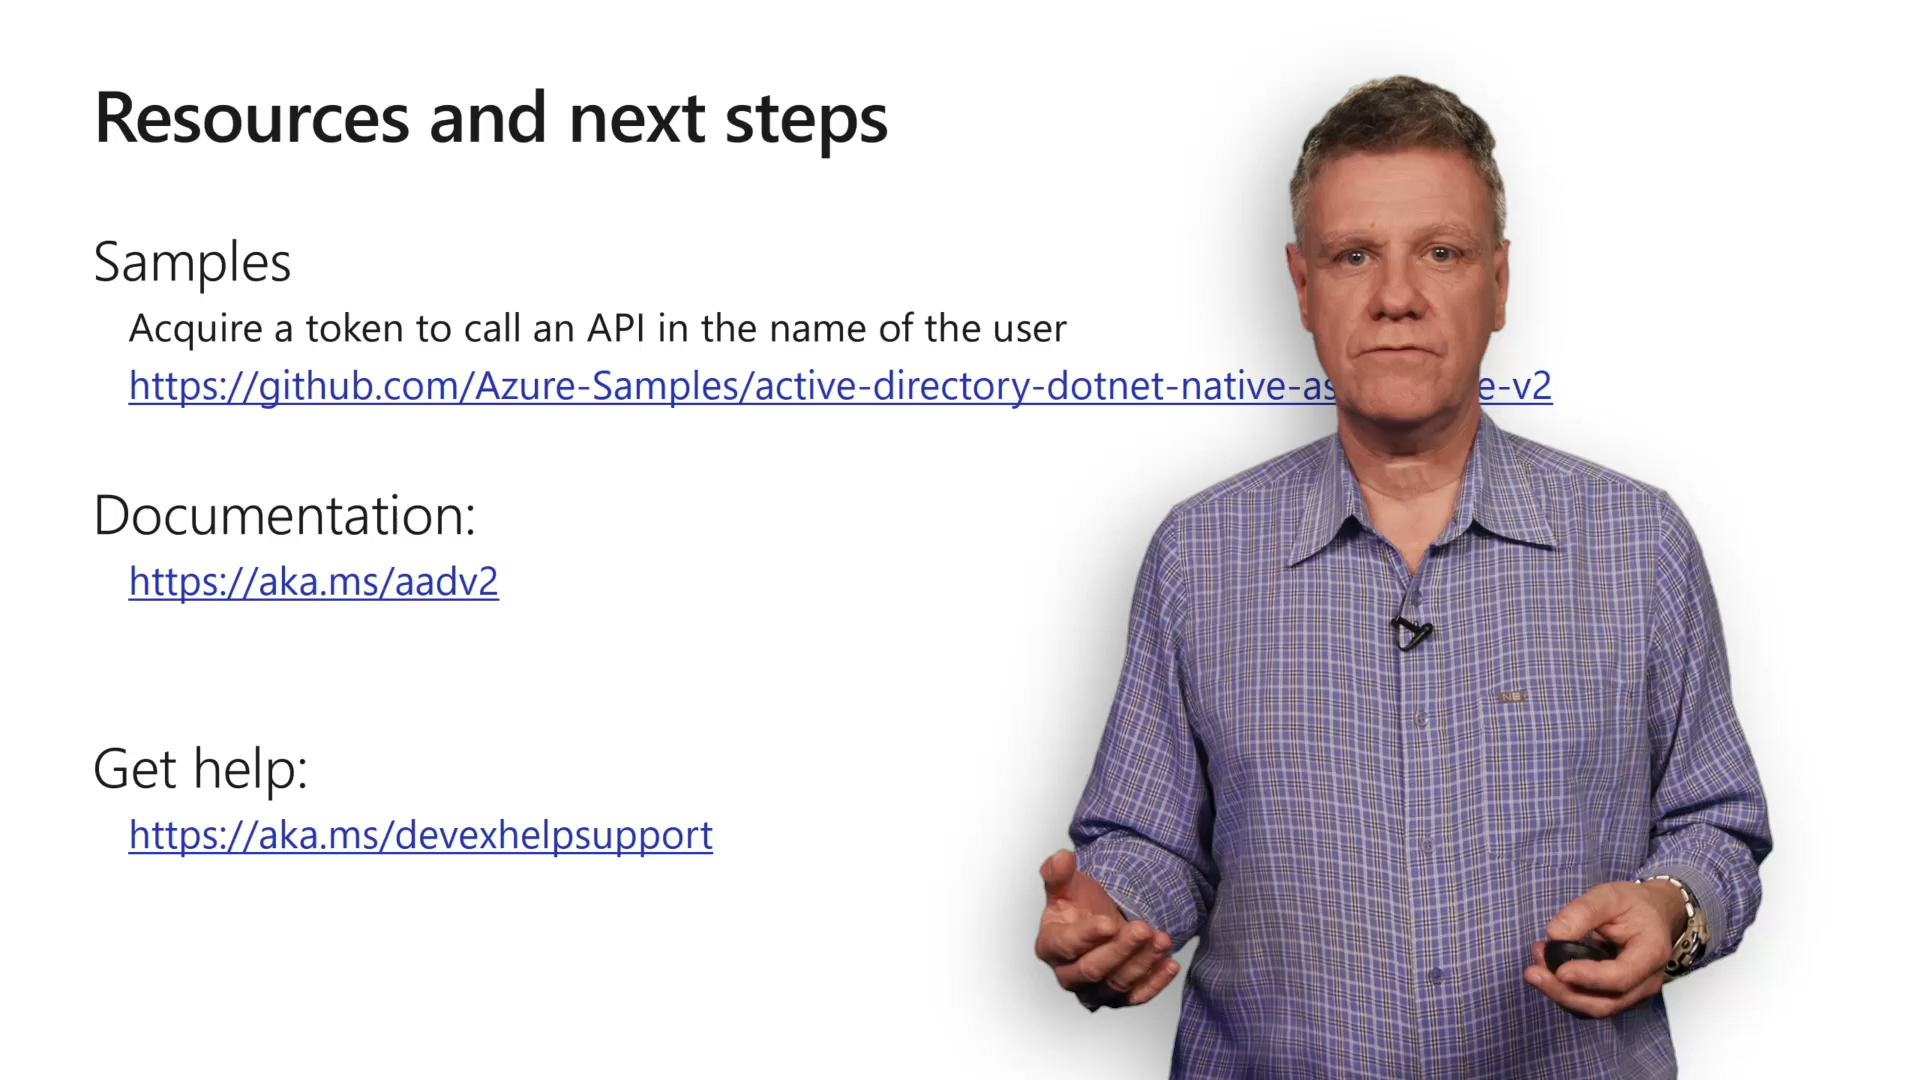 Resources and next steps
Samples
Acquire a token to call an API in the name of the user
https://github.com/Azure-Samples/active-directory-dotnet-native-as e-v2
Documentation:
https://aka.ms/aadv2
Get help:
https://aka.ms/devexhelpsupport